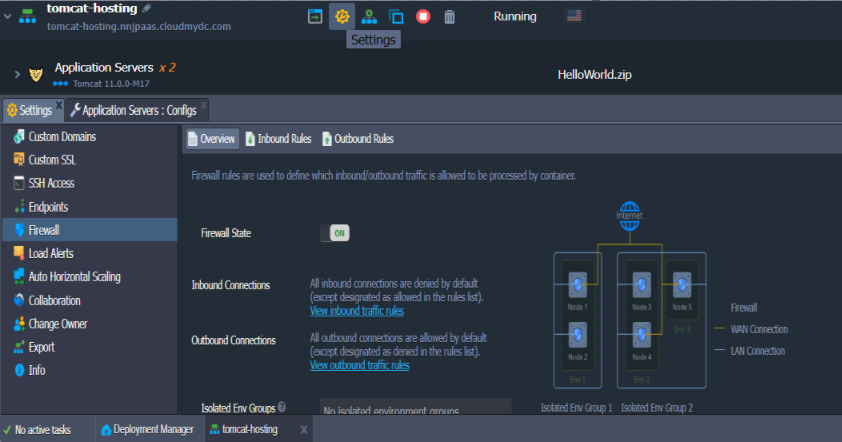 tomcat-hosting
tomcat-hosting.nnjpaas.cloudmydc.com
Running
Settings
Application Servers x 2
Tomcat 11.0.0-M17
HelloWorld.zip
Settings x
Application Servers : Configs x
Custom Domains
Custom SSL
SSH Access
Endpoints
Firewall
Load Alerts
Auto Horizontal Scaling
Collaboration
Change Owner
Export
Info
Overview
Inbound Rules
Outbound Rules
Firewall rules are used to define which inbound/outbound traffic is allowed to be processed by container.
Firewall State
ON
Inbound Connections
All inbound connections are denied by default
(except designated as allowed in the rules list).
View inbound traffic rules
Outbound Connections
All outbound connections are allowed by default
(except designated as denied in the rules list).
View outbound traffic rules
Isolated Env Groups ?
No isolated environment groups
Internet
Node 1
Node 3
Node 5
Env 3
Node 2
Node 4
Env 1
Env 2
Isolated Env Group 1
Isolated Env Group 2
Firewall
WAN Connection
LAN Connection
No active tasks
Deployment Manager
tomcat-hosting x